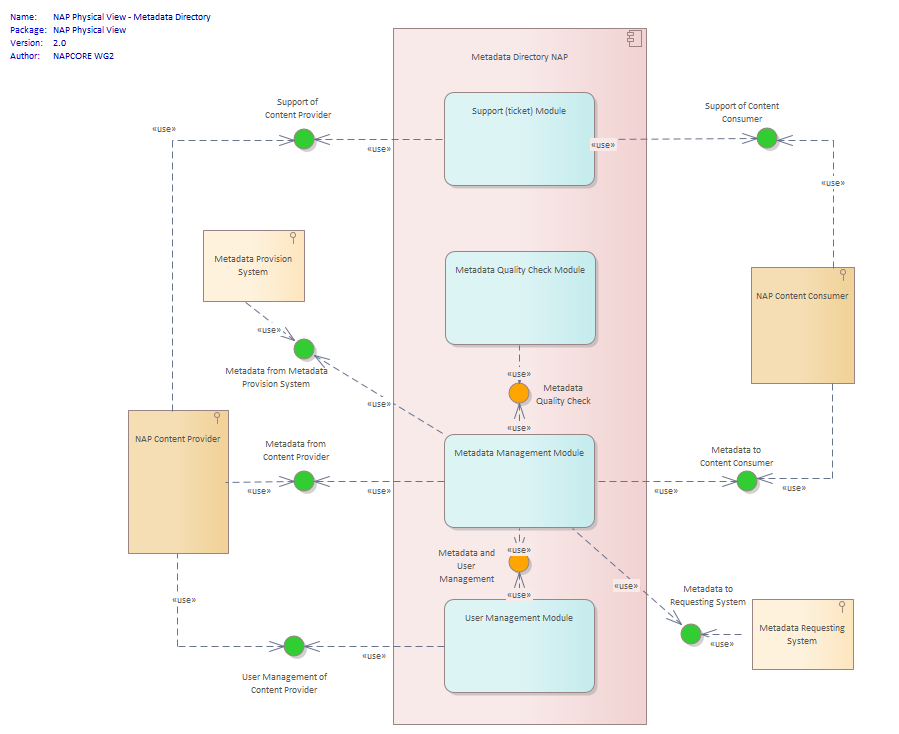 Name: NAP Physical View - Metadata Directory
Package: NAP Physical View
Version: 2.0
Author: NAPCORE WG2
Metadata Directory NAP
Support of
Content Provider
Support (ticket) Module
Support of Content
Consumer
«use»
«use»
«use»
«use»
Metadata Provision
System
Metadata Quality Check Module
NAP Content Consumer
«use»
Metadata from Metadata
Provision System
«use»
Metadata
Quality Check
«use»
«use»
NAP Content Provider
Metadata from
Content Provider
Metadata Management Module
Metadata to
Content Consumer
«use»
«use»
«use»
«use»
Metadata and
User
Management
«use»
«use»
«use»
Metadata to
Requesting System
«use»
User Management Module
Metadata Requesting
System
«use»
«use»
User Management of
Content Provider